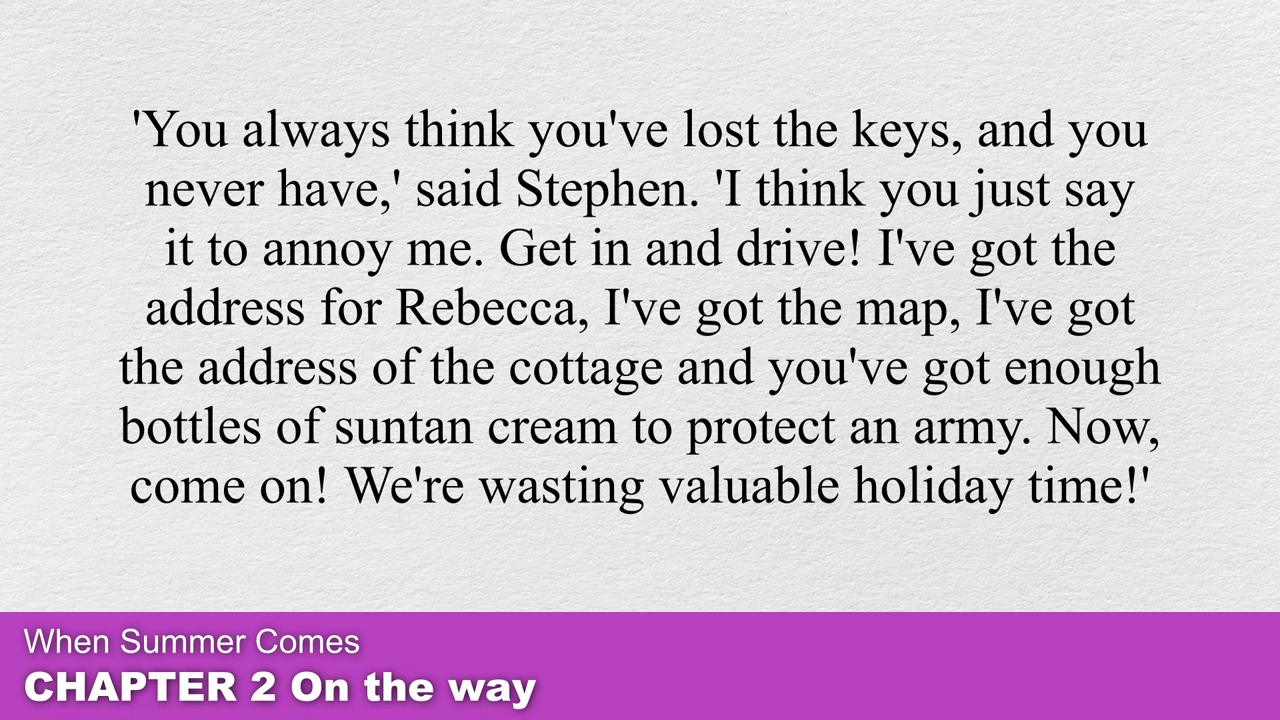 'You always think you've lost the keys, and you
never have,' said Stephen. 'I think you just say
it to annoy me. Get in and drive! I've got the
address for Rebecca, I've got the map, I've got
the address of the cottage and you've got enough
bottles of suntan cream to protect an army. Now,
come on! We're wasting valuable holiday time!'
When Summer Comes
CHAPTER 2 On the way